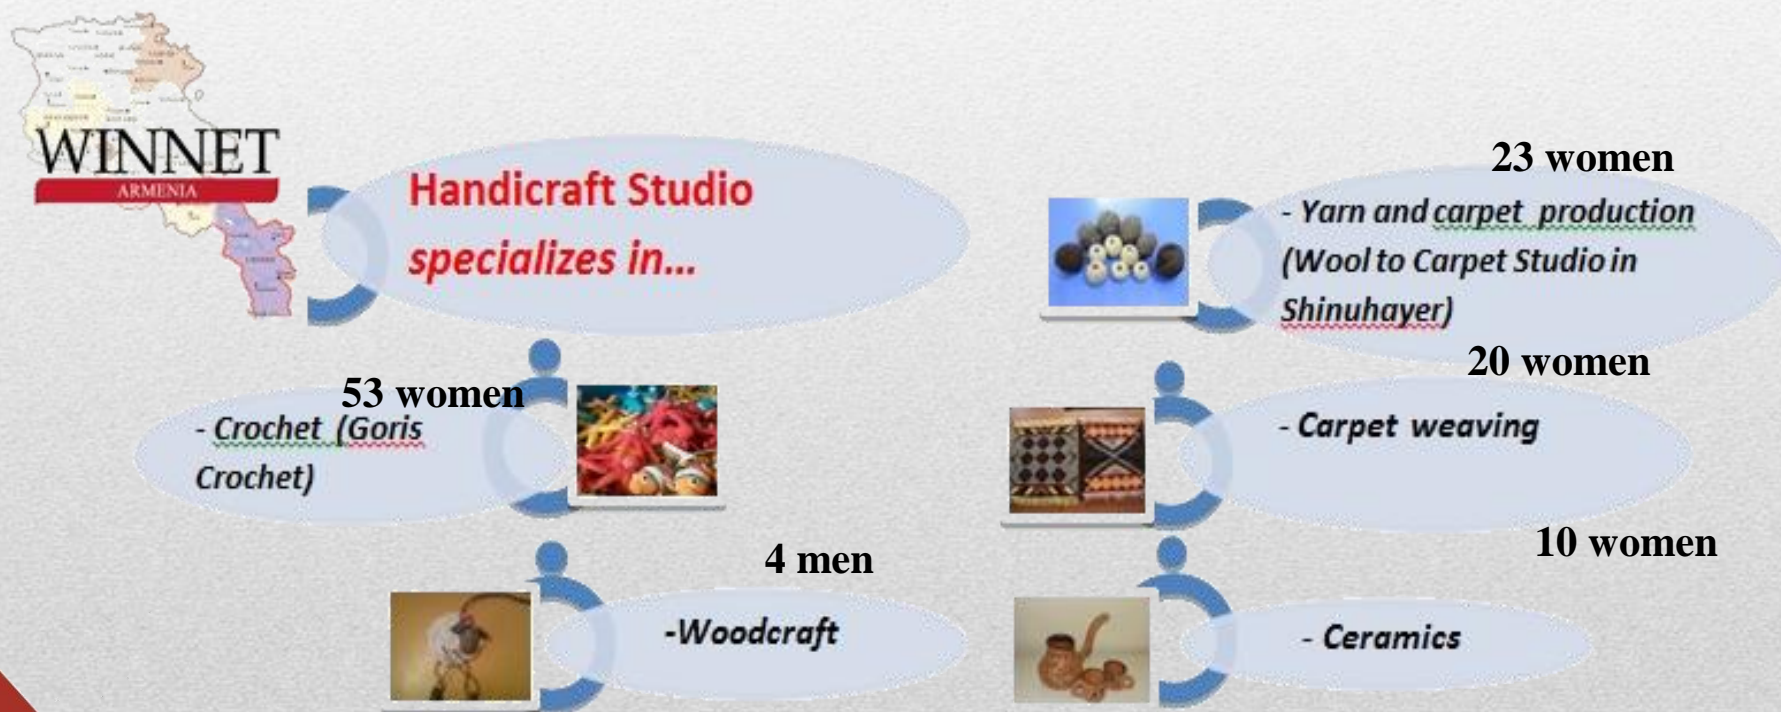 WINNET
ARMENIA
Handicraft Studio
specializes in...
53 women
- Crochet (Goris
Crochet)
4 men
-Woodcraft
23 women
- Yarn and carpet production
(Wool to Carpet Studio in
Shinuhayer)
20 women
- Carpet weaving
10 women
- Ceramics